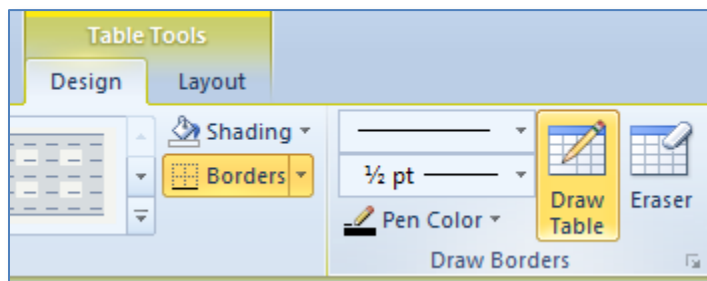 Table Tools
Design Layout
Shading
Borders
½ pt
Pen Color
Draw
Table
Eraser
Draw Borders